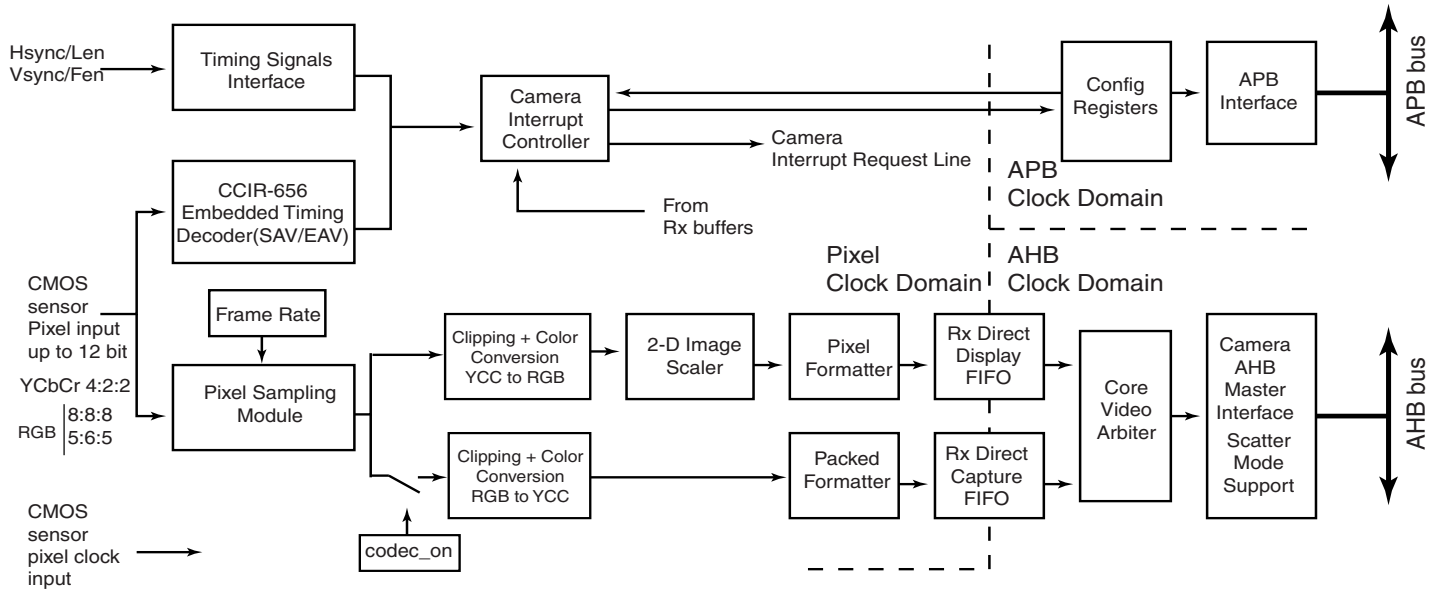 Hsync/Len
Vsync/Fen
Timing Signals
Interface
CCIR-656
Embedded Timing
Decoder(SAV/EAV)
Camera
Interrupt
Controller
Camera
Interrupt Request Line
From
Rx buffers
Config
Registers
APB
Interface
APB bus
APB
Clock Domain
Pixel
Clock Domain
AHB
Clock Domain
CMOS
sensor
Pixel input
up to 12 bit
YCbCr 4:2:2
RGB
8:8:8
5:6:5
Frame Rate
Pixel Sampling
Module
Clipping + Color
Conversion
YCC to RGB
2-D Image
Scaler
Pixel
Formatter
Rx Direct
Display
FIFO
Clipping + Color
Conversion
RGB to YCC
Packed
Formatter
Rx Direct
Capture
FIFO
Core
Video
Arbiter
Camera
AHB
Master
Interface
Scatter
Mode
Support
AHB bus
codec_on
CMOS
sensor
pixel clock
input